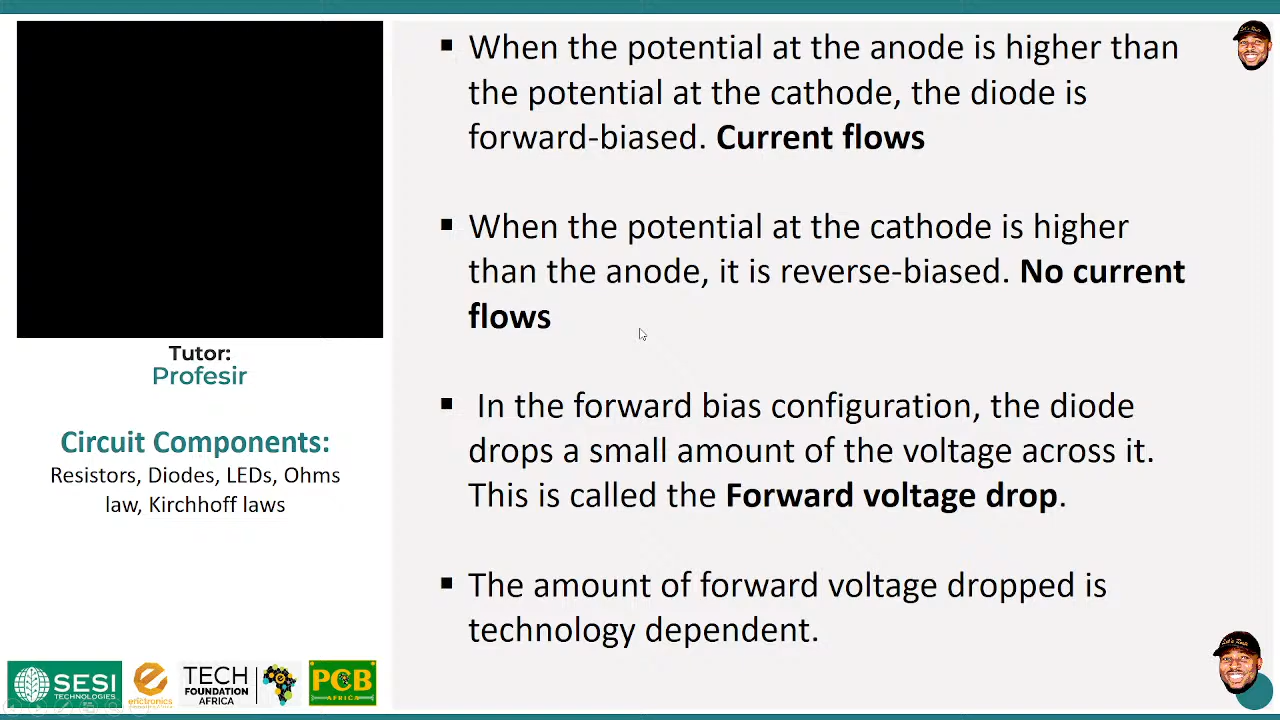 ▪ When the potential at the anode is higher than
the potential at the cathode, the diode is
forward-biased. Current flows
▪ When the potential at the cathode is higher
than the anode, it is reverse-biased. No current
flows
▪ In the forward bias configuration, the diode
drops a small amount of the voltage across it.
This is called the Forward voltage drop.
▪ The amount of forward voltage dropped is
technology dependent.
Tutor:
Profesir
Circuit Components:
Resistors, Diodes, LEDs, Ohms
law, Kirchhoff laws
SESI
TECHNOLOGIES
erictronics
TECH
FOUNDATION
AFRICA
PCB
AFRICA